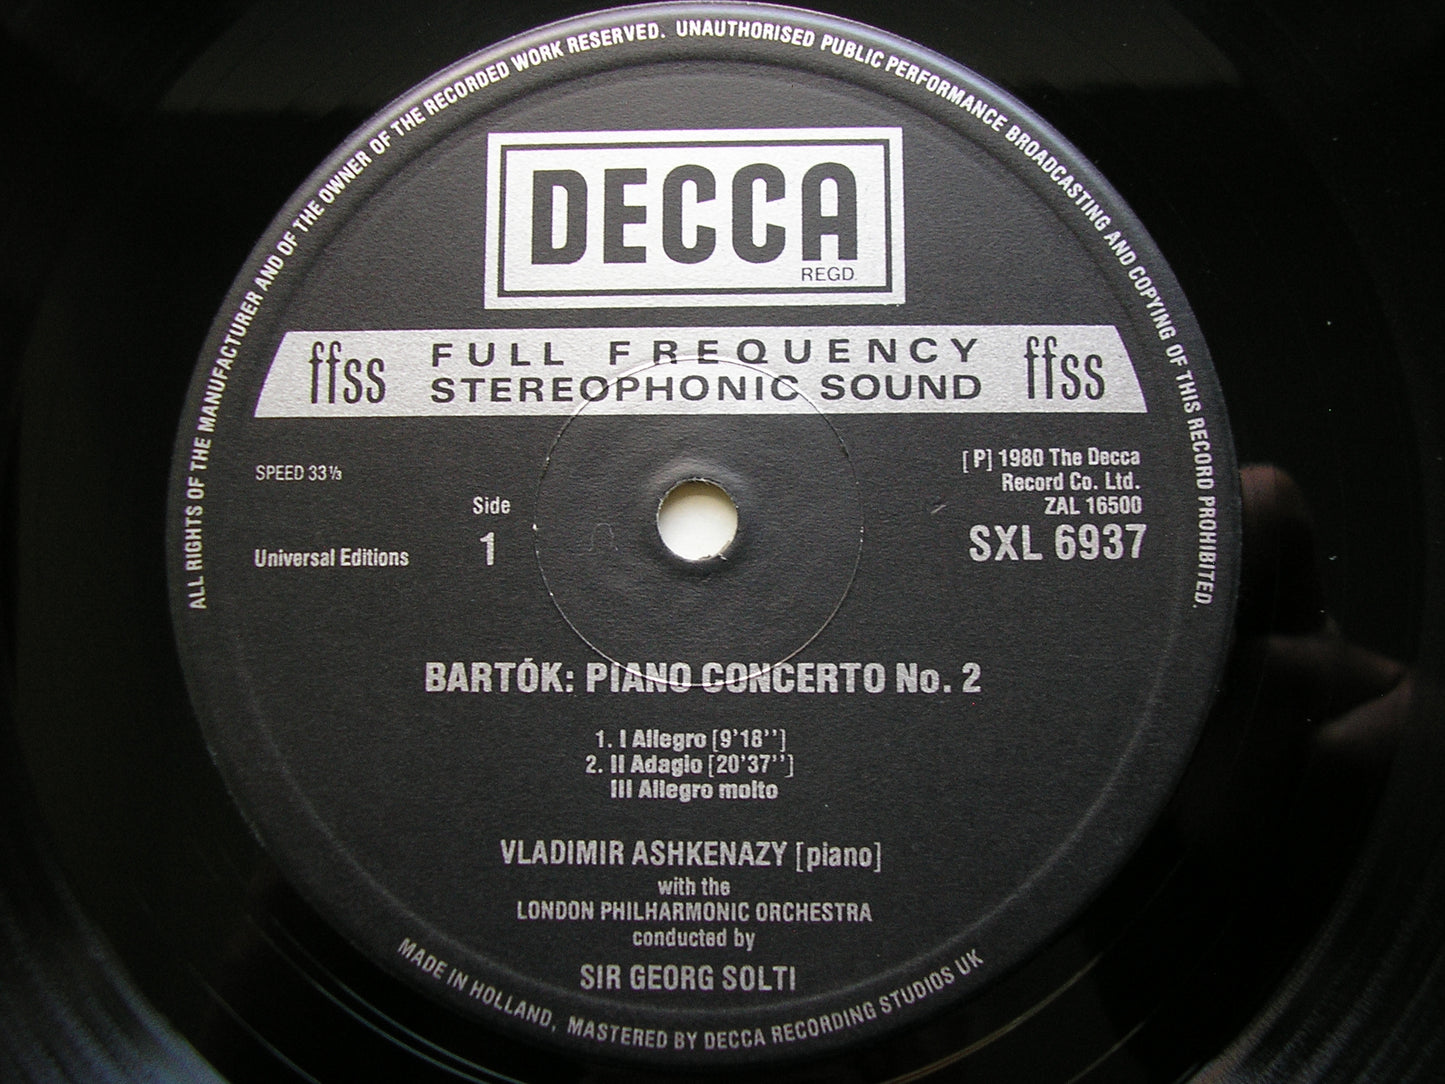 ALL RIGHTS OF THE MANUFACTURER AND OF THE OWNER OF THE RECORDED WORK RESERVED. UNAUTHORISED PUBLIC PERFORMANCE BROADCASTING AND COPYING OF THIS RECORD PROHIBITED.
DECCA
REGD.
ffss FULL FREQUENCY ffss
STEREOPHONIC SOUND
SPEED 33⅓
[P] 1980 The Decca
Record Co. Ltd.
ZAL 16500
SXL 6937
Side
1
Universal Editions
BARTÓK: PIANO CONCERTO No. 2
1. I Allegro [9'18'']
2. II Adagio [20'37'']
III Allegro molto
VLADIMIR ASHKENAZY [piano]
with the
LONDON PHILHARMONIC ORCHESTRA
conducted by
SIR GEORG SOLTI
MADE IN HOLLAND, MASTERED BY DECCA RECORDING STUDIOS UK